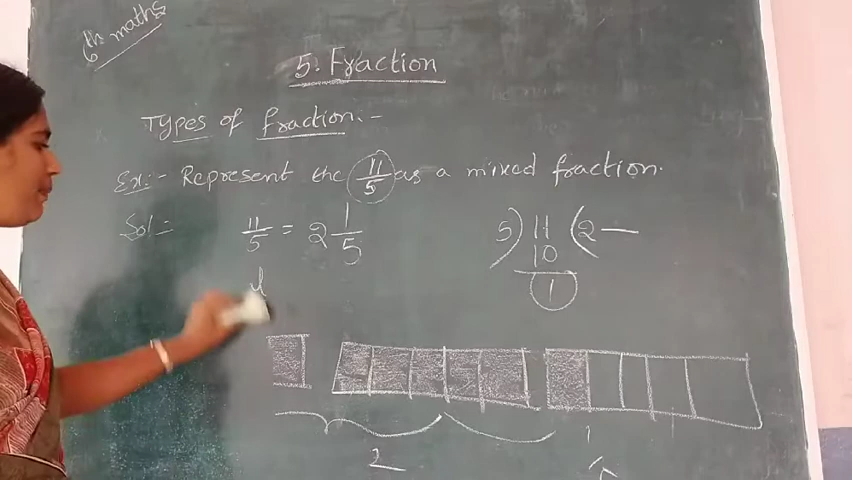 6th maths
5. Fraction
Types of fraction:-
Ex:- Represent the 11/5 as a mixed fraction.
Sol:- 11/5 = 2 1/5
5) 11 (2
10
1
2
1